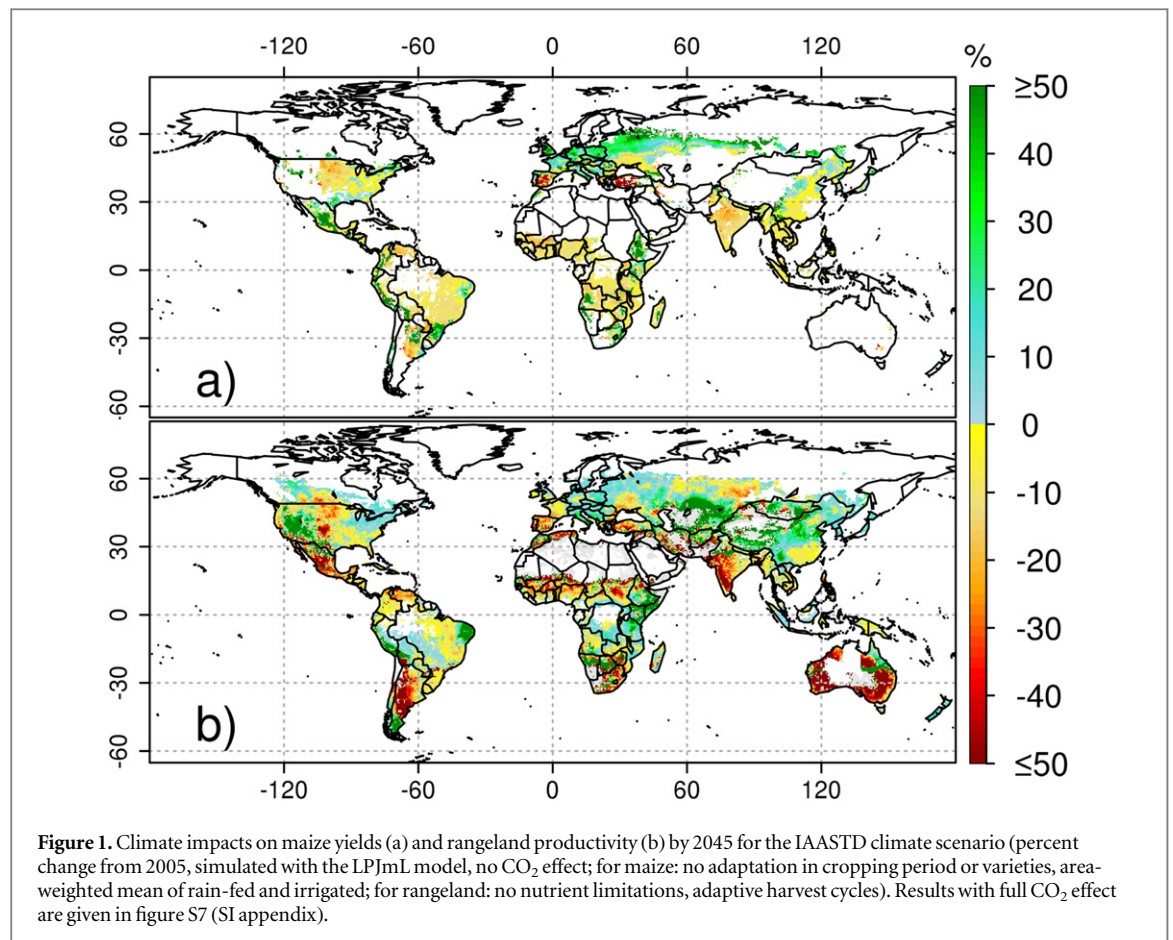 -120 -60 0 60 120
%
≥50
60
40
30
30
20
0
10
-30
0
a)
-60
-10
60
-20
30
-30
0
-40
-30
≤50
b)
-60
-120 -60 0 60 120
Figure 1. Climate impacts on maize yields (a) and rangeland productivity (b) by 2045 for the IAASTD climate scenario (percent
change from 2005, simulated with the LPJmL model, no CO₂ effect; for maize: no adaptation in cropping period or varieties, area-
weighted mean of rain-fed and irrigated; for rangeland: no nutrient limitations, adaptive harvest cycles). Results with full CO₂ effect
are given in figure S7 (SI appendix).